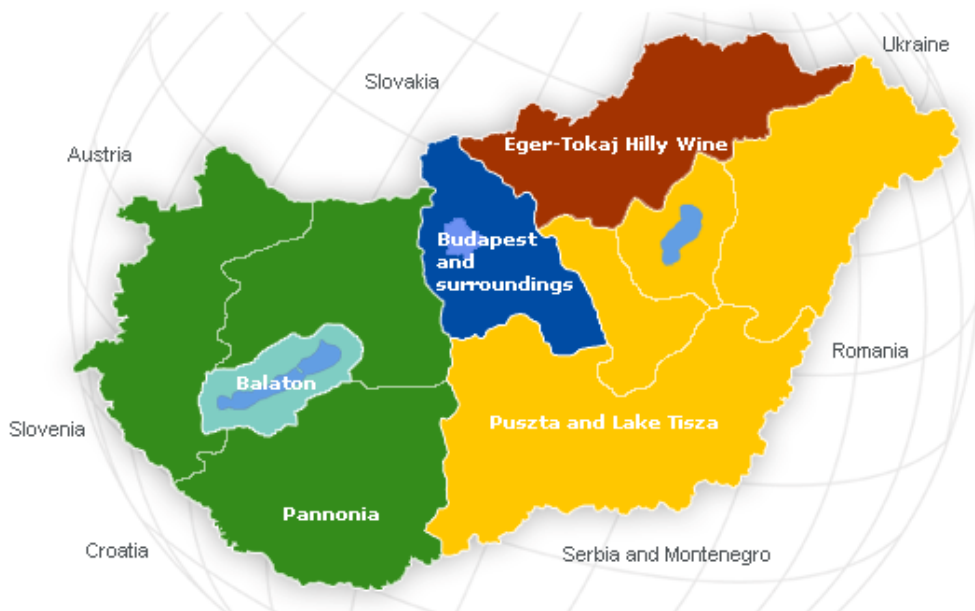 Ukraine
Slovakia
Eger-Tokaj Hilly Wine
Austria
Budapest
and
surroundings
Romania
Balaton
Puszta and Lake Tisza
Slovenia
Pannonia
Croatia
Serbia and Montenegro